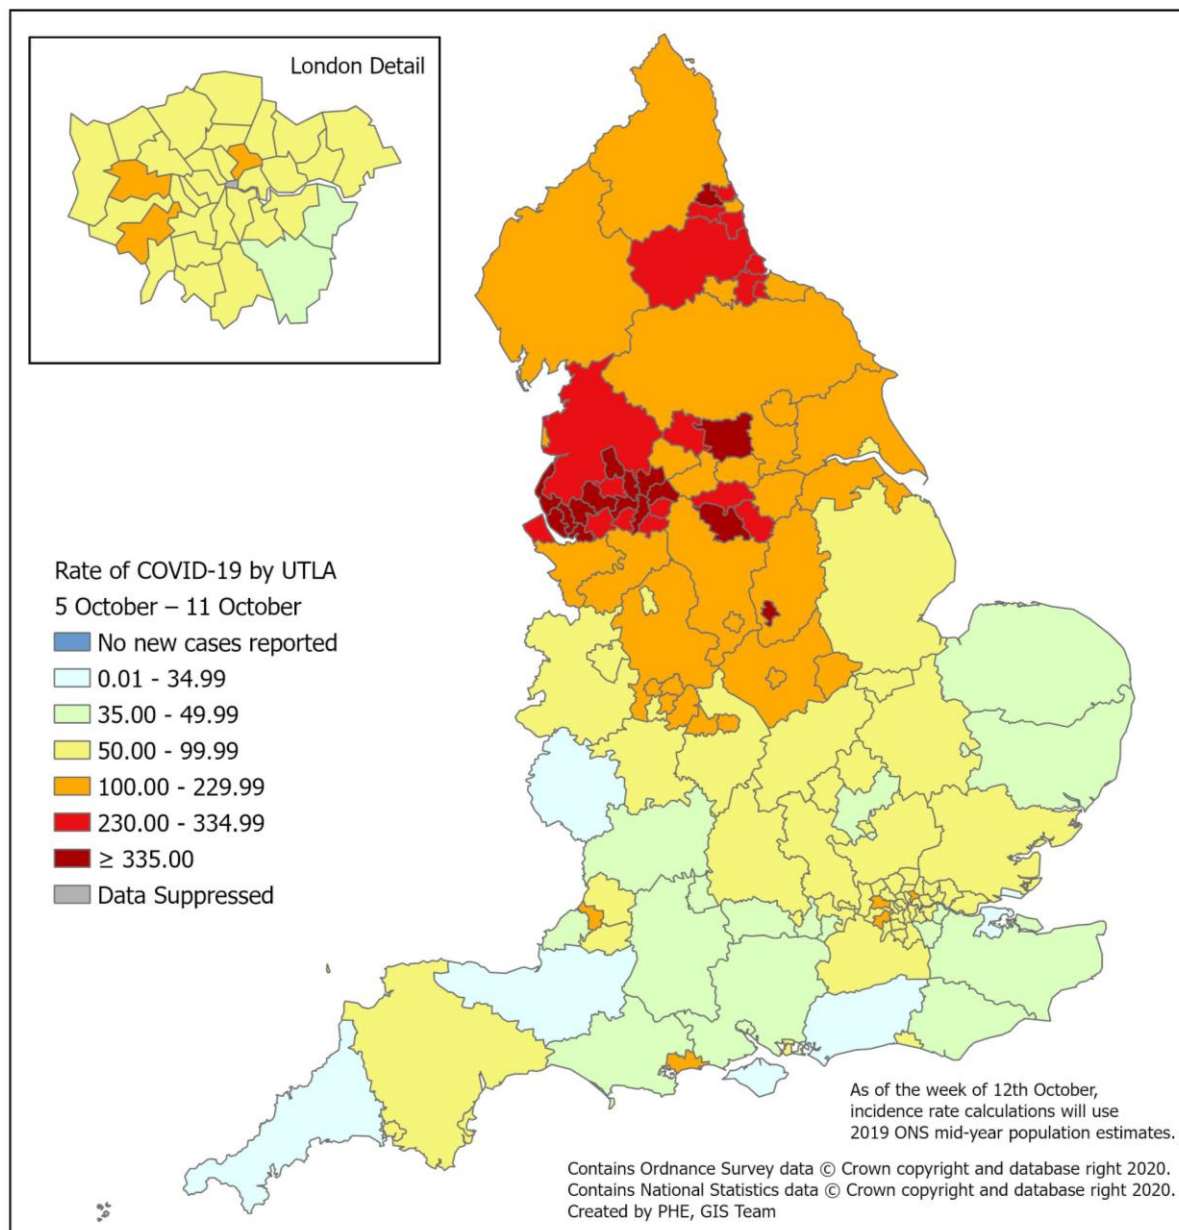 London Detail
Rate of COVID-19 by UTLA
5 October – 11 October
No new cases reported
0.01 - 34.99
35.00 - 49.99
50.00 - 99.99
100.00 - 229.99
230.00 - 334.99
≥ 335.00
Data Suppressed
As of the week of 12th October,
incidence rate calculations will use
2019 ONS mid-year population estimates.
Contains Ordnance Survey data © Crown copyright and database right 2020.
Contains National Statistics data © Crown copyright and database right 2020.
Created by PHE, GIS Team